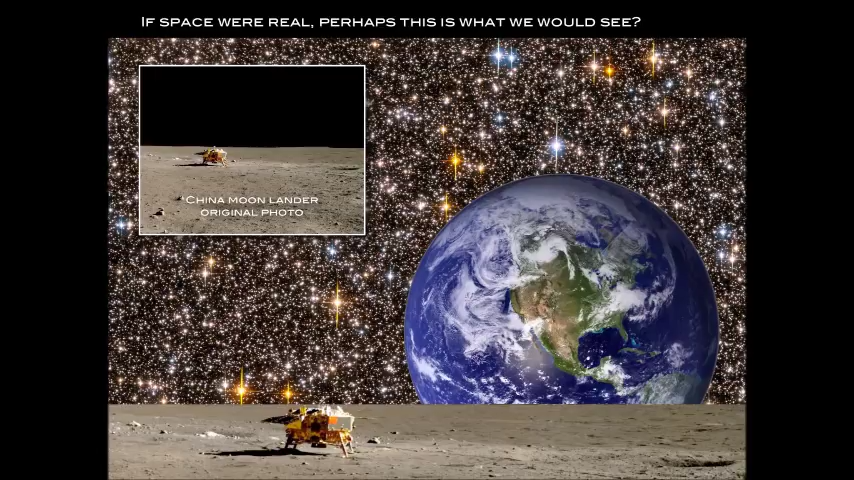 If space were real, perhaps this is what we would see?
*China moon lander
original photo